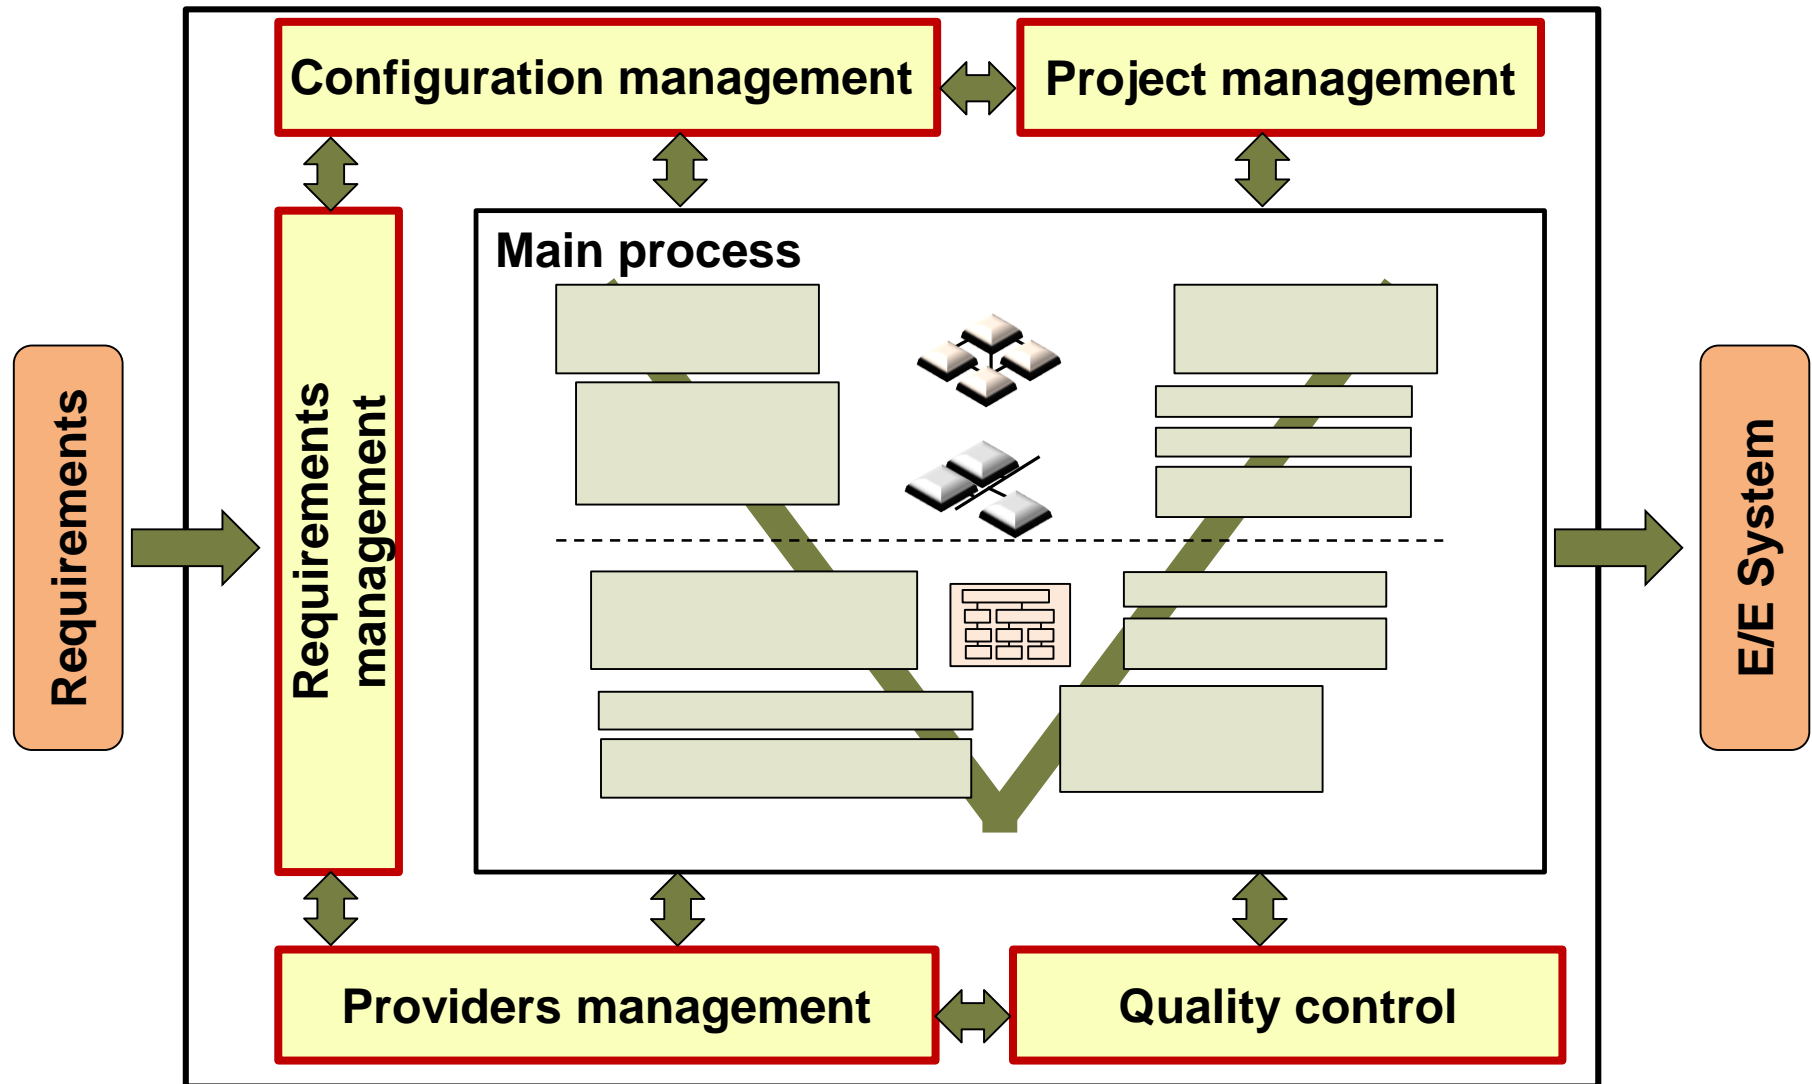 Configuration management
Project management
Main process
Requirements
Requirements
management
E/E System
Providers management
Quality control